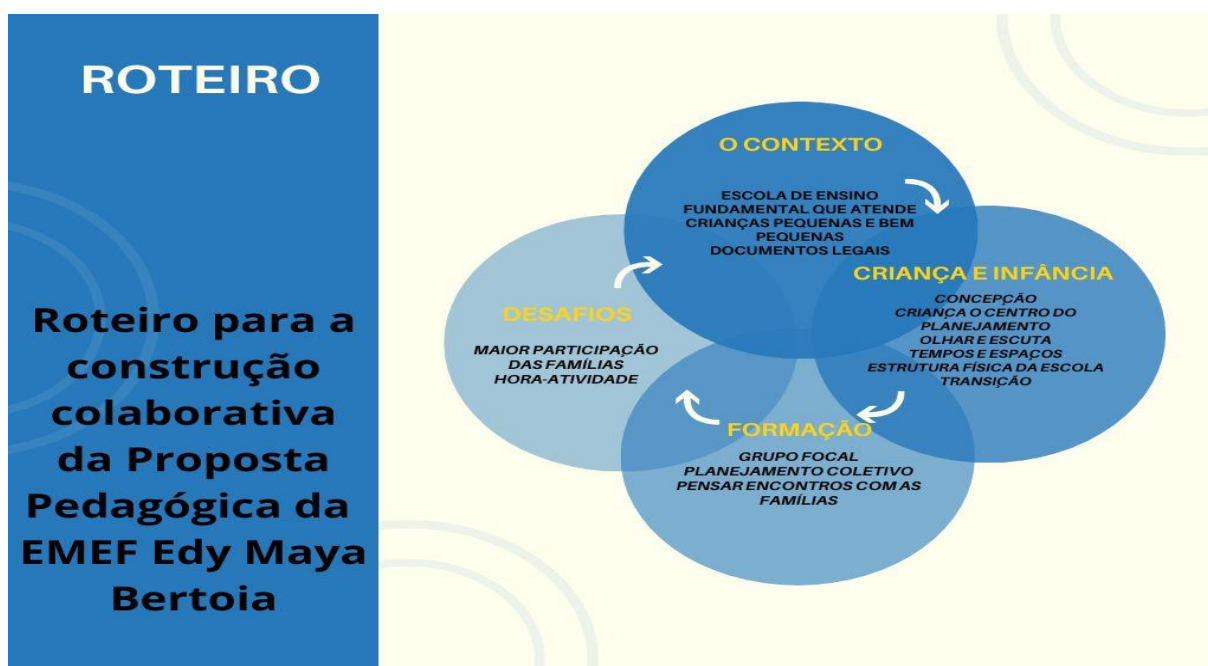 ROTEIRO
Roteiro para a
construção
colaborativa
da Proposta
Pedagógica da
EMEF Edy Maya
Bertoia
O CONTEXTO
ESCOLA DE ENSINO
FUNDAMENTAL QUE ATENDE
CRIANÇAS PEQUENAS E BEM
PEQUENAS
DOCUMENTOS LEGAIS
CRIANÇA E INFÂNCIA
CONCEPÇÃO
CRIANÇA O CENTRO DO
PLANEJAMENTO
OLHAR E ESCUTA
TEMPOS E ESPAÇOS
ESTRUTURA FÍSICA DA ESCOLA
TRANSIÇÃO
FORMAÇÃO
GRUPO FOCAL
PLANEJAMENTO COLETIVO
PENSAR ENCONTROS COM AS
FAMÍLIAS
DESAFIOS
MAIOR PARTICIPAÇÃO
DAS FAMÍLIAS
HORA-ATIVIDADE